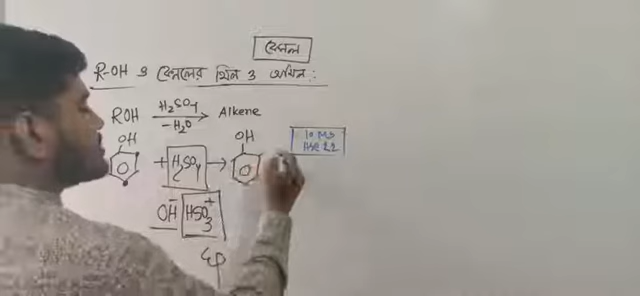 ফেনল
R-OH ও ফেনলের মিল ও অমিল:
ROH H₂SO₄ → -H₂O Alkene
OH OH
+ H₂SO₄ →
OH⁻ HSO₃⁺